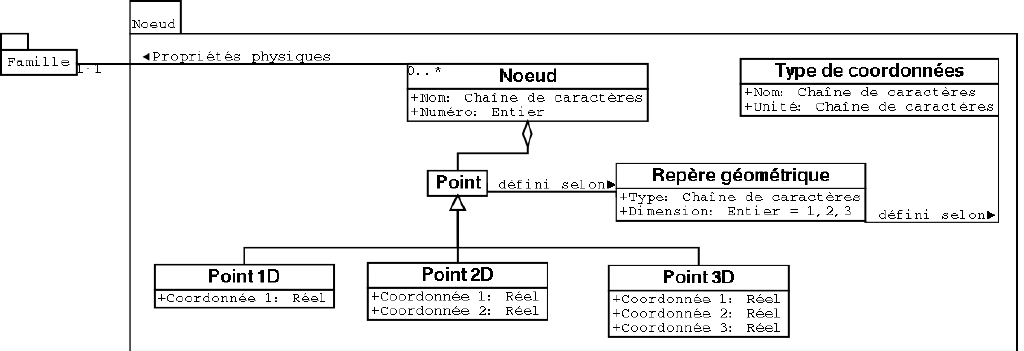 Noeud
Famille
1-1
◀Propriétés physiques
0..*
Noeud
+Nom: Chaîne de caractères
+Numéro: Entier
Type de coordonnées
+Nom: Chaîne de caractères
+Unité: Chaîne de caractères
Point
défini selon▶
Repère géométrique
+Type: Chaîne de caractères
+Dimension: Entier = 1,2,3
défini selon▶
Point 1D
+Coordonnée 1: Réel
Point 2D
+Coordonnée 1: Réel
+Coordonnée 2: Réel
Point 3D
+Coordonnée 1: Réel
+Coordonnée 2: Réel
+Coordonnée 3: Réel